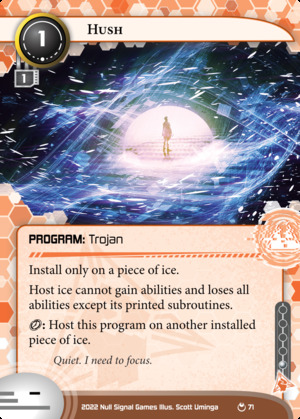 1
Hush
1
PROGRAM: Trojan
Install only on a piece of ice.
Host ice cannot gain abilities and loses all
abilities except its printed subroutines.
: Host this program on another installed
piece of ice.
Quiet. I need to focus.
2022 Null Signal Games Illus. Scott Uminga
71